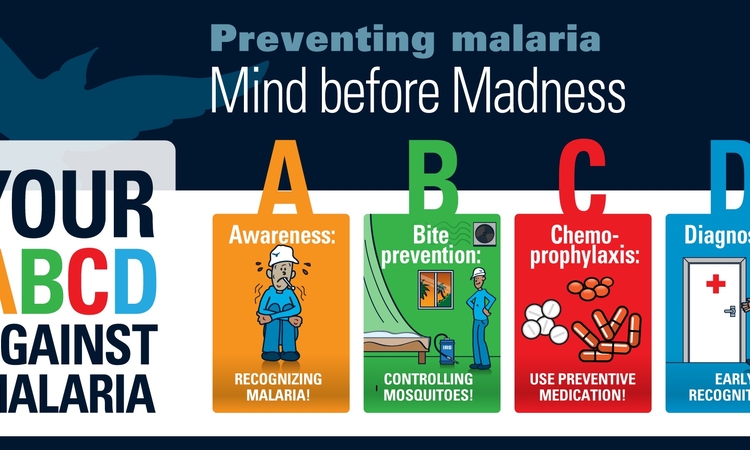 Preventing malaria
Mind before Madness
YOUR
ABCD
AGAINST
MALARIA
A
Awareness:
RECOGNIZING
MALARIA!
B
Bite
prevention:
CONTROLLING
MOSQUITOES!
C
Chemo-
prophylaxis:
USE PREVENTIVE
MEDICATION!
D
Diagnos
EARLY
RECOGNIT